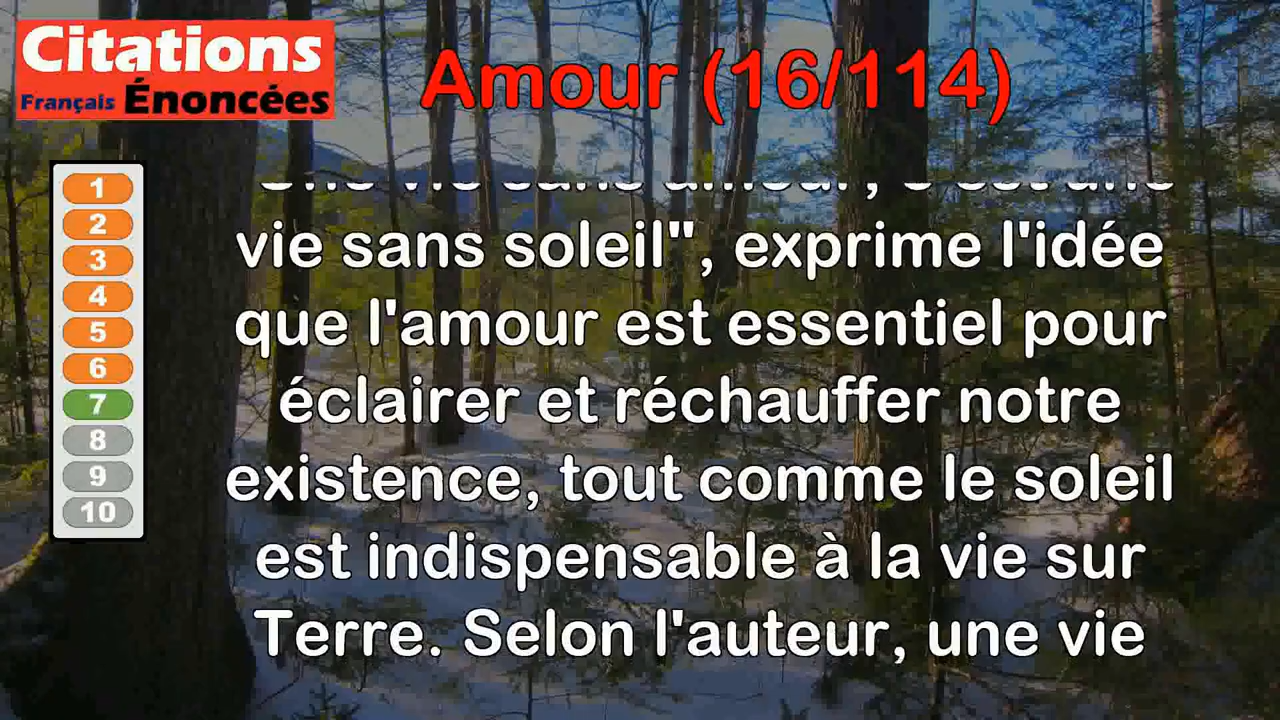 Citations
Français Énoncées
Amour (16/114)
1
2
3
4
5
6
7
8
9
10
vie sans soleil", exprime l'idée
que l'amour est essentiel pour
éclairer et réchauffer notre
existence, tout comme le soleil
est indispensable à la vie sur
Terre. Selon l'auteur, une vie